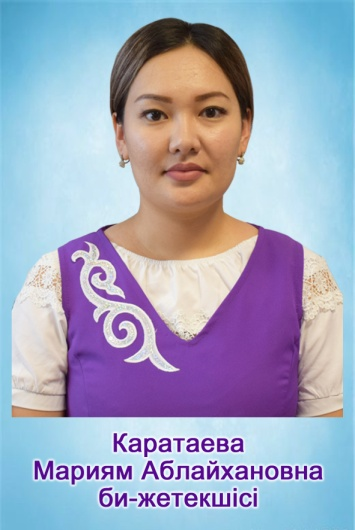 Каратаева
Мариям Аблайхановна
би-жетекшісі